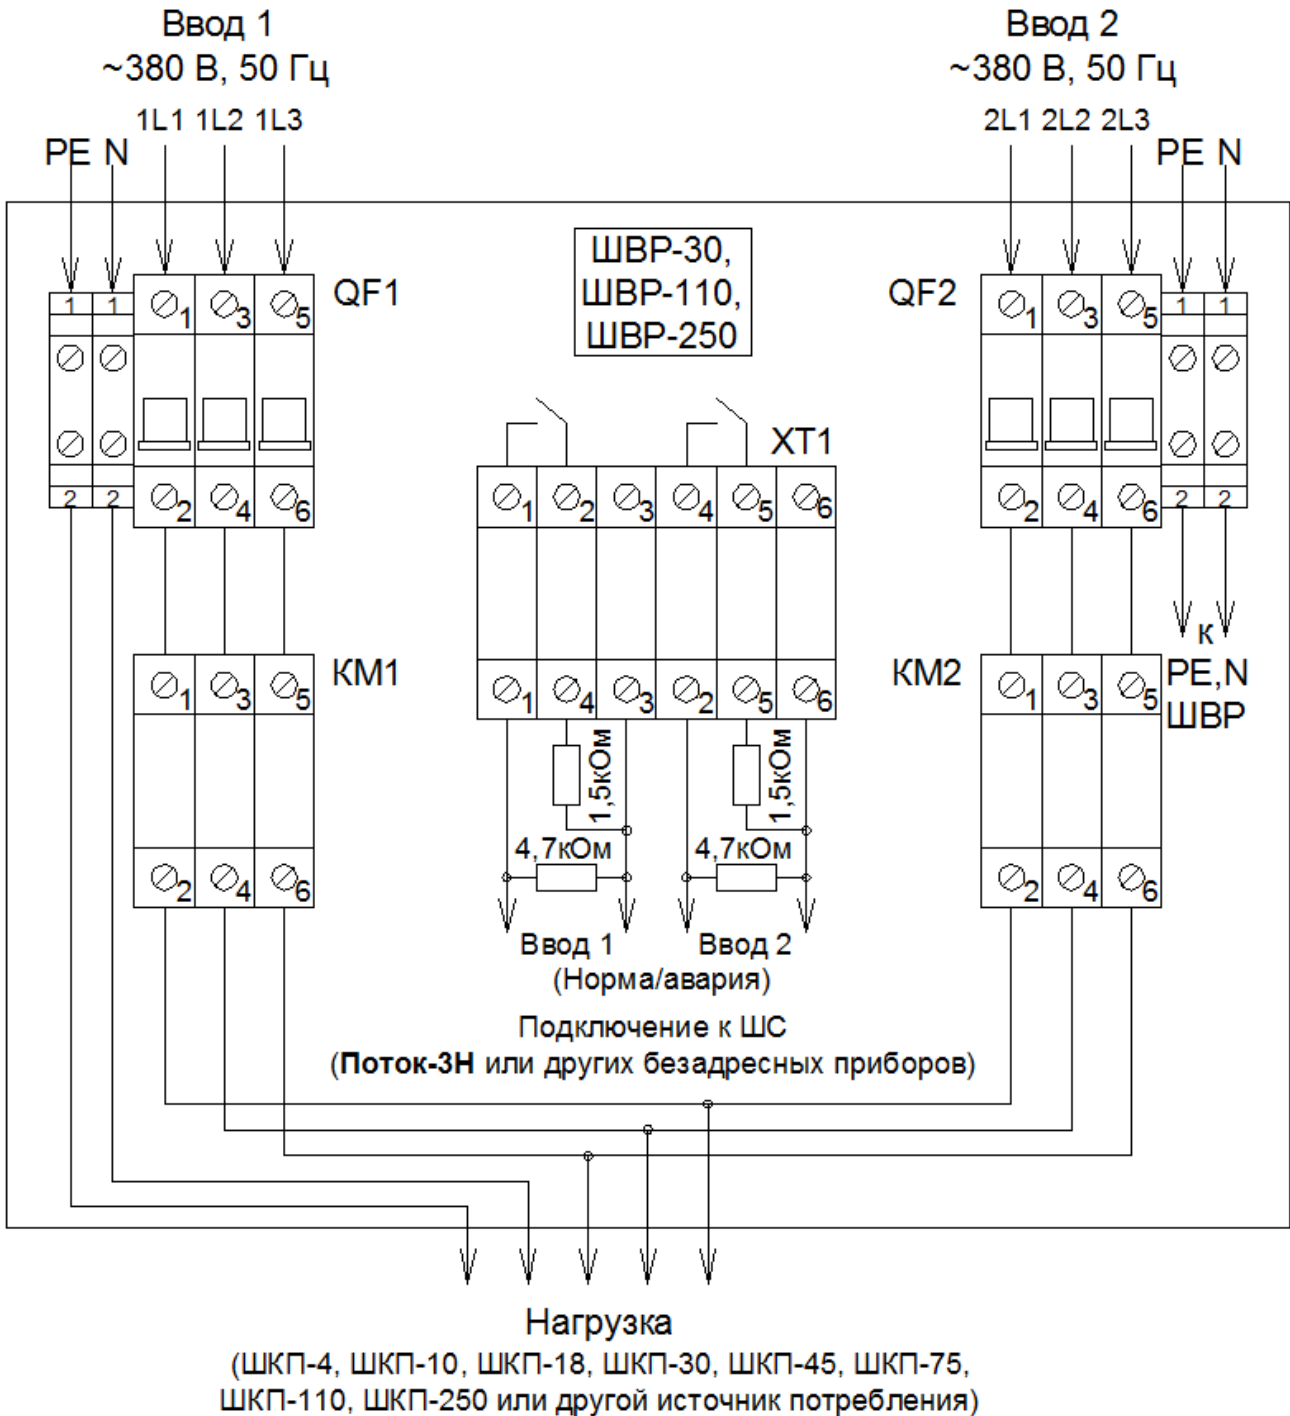 Ввод 1
~380 В, 50 Гц
1L1 1L2 1L3
PE N
Ввод 2
~380 В, 50 Гц
2L1 2L2 2L3
PE N
ШВР-30,
ШВР-110,
ШВР-250
QF1
1 1
1 3 5
2 2
2 4 6
QF2
1 3 5
1 1
2 4 6
2 2
XT1
1 2 3 4 5 6
1 4 3 2 5 6
КМ1
1 3 5
2 4 6
КМ2
1 3 5
2 4 6
к
PE,N
ШВР
1,5кОм
1,5кОм
4,7кОм
4,7кОм
Ввод 1
Ввод 2
(Норма/авария)
Подключение к ШС
(Поток-3Н или других безадресных приборов)
Нагрузка
(ШКП-4, ШКП-10, ШКП-18, ШКП-30, ШКП-45, ШКП-75,
ШКП-110, ШКП-250 или другой источник потребления)